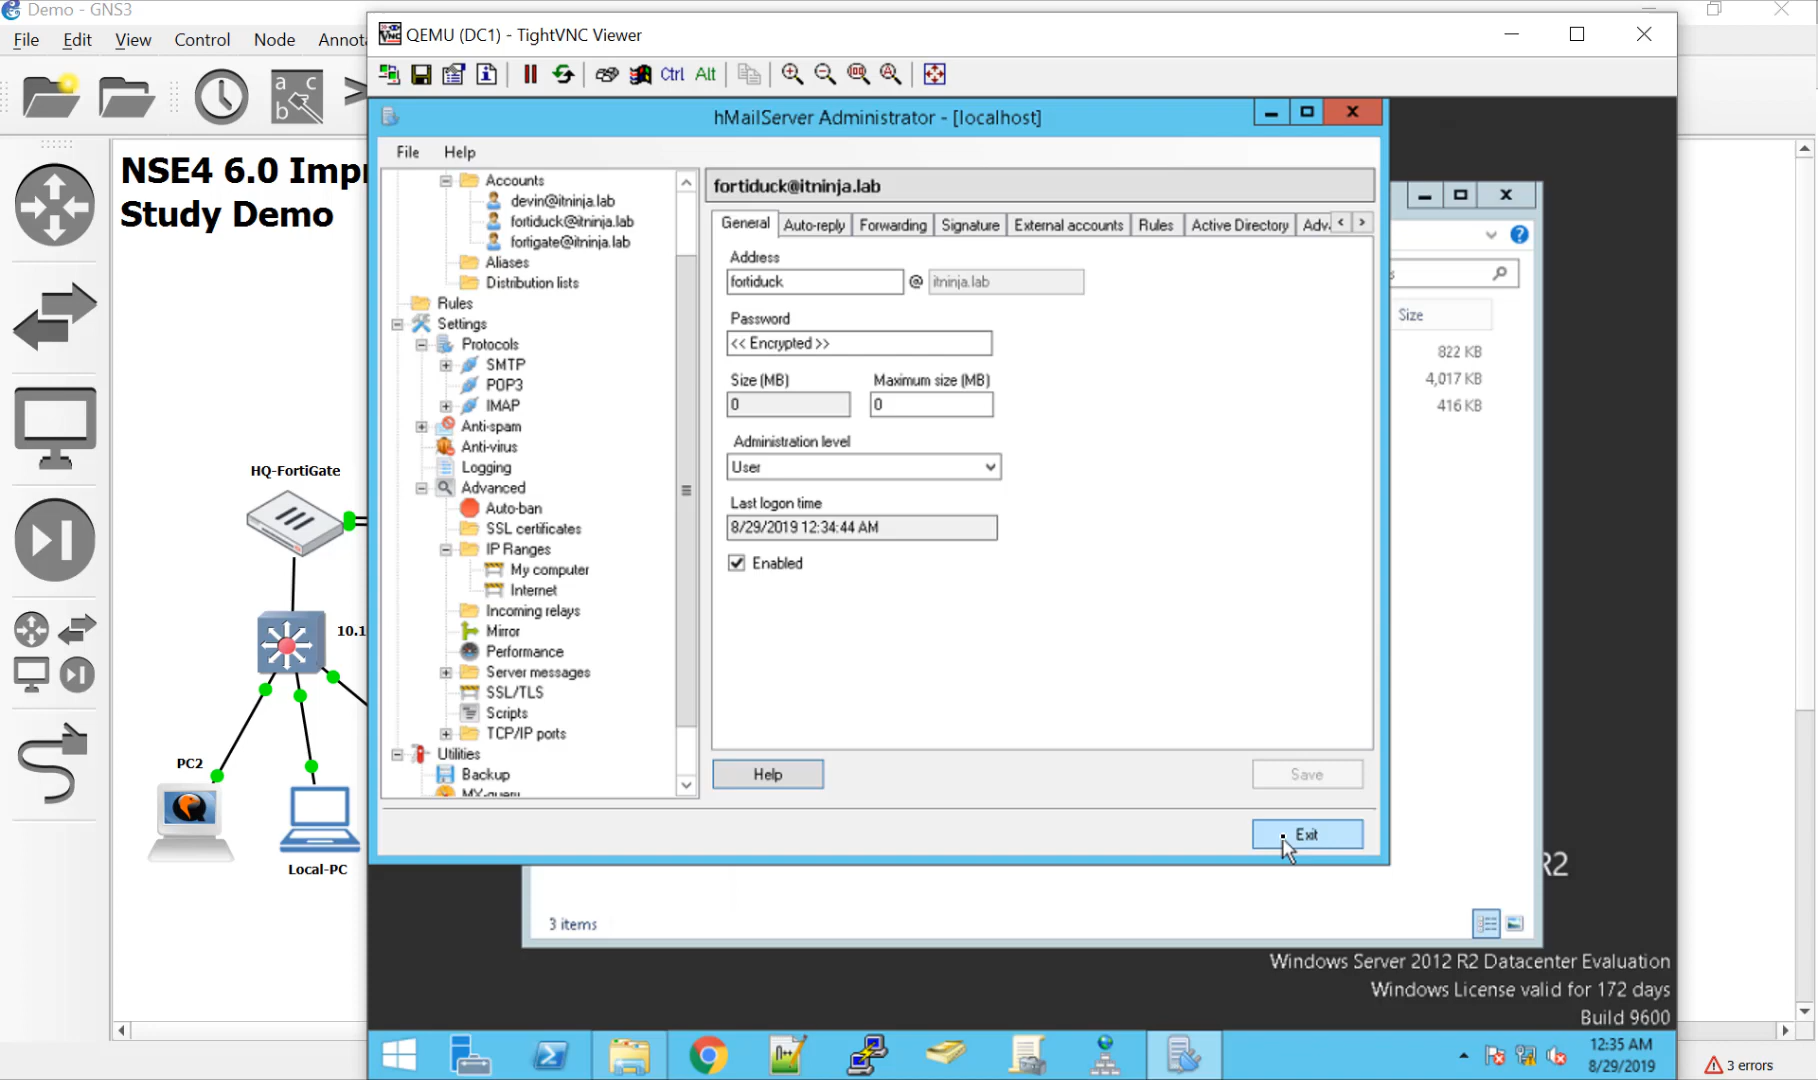 Demo - GNS3
File Edit View Control Node
NSE4 6.0
Study Demo
HQ-FortiGate
PC2
Local-PC
3 errors
QEMU (DC1) - TightVNC Viewer
Ctrl Alt
hMailServer Administrator - [localhost]
File Help
Accounts
devin@itninja.lab
fortiduck@itninja.lab
fortigate@itninja.lab
Aliases
Distribution lists
Rules
Settings
Protocols
SMTP
POP3
IMAP
Anti-spam
Anti-virus
Logging
Advanced
Auto-ban
SSL certificates
IP Ranges
My computer
Internet
Incoming relays
Mirror
Performance
Server messages
SSL/TLS
Scripts
TCP/IP ports
Utilities
Backup
MX-query
fortiduck@itninja.lab
General Auto-reply Forwarding Signature External accounts Rules Active Directory Adv
Address
fortiduck @ itninja.lab
Password
<< Encrypted >>
Size (MB) Maximum size (MB)
0 0
Administration level
User
Last logon time
8/29/2019 12:34:44 AM
Enabled
Help Save
Exit
Size
822 KB
4,017 KB
416 KB
3 items
R2
Windows Server 2012 R2 Datacenter Evaluation
Windows License valid for 172 days
Build 9600
12:35 AM
8/29/2019